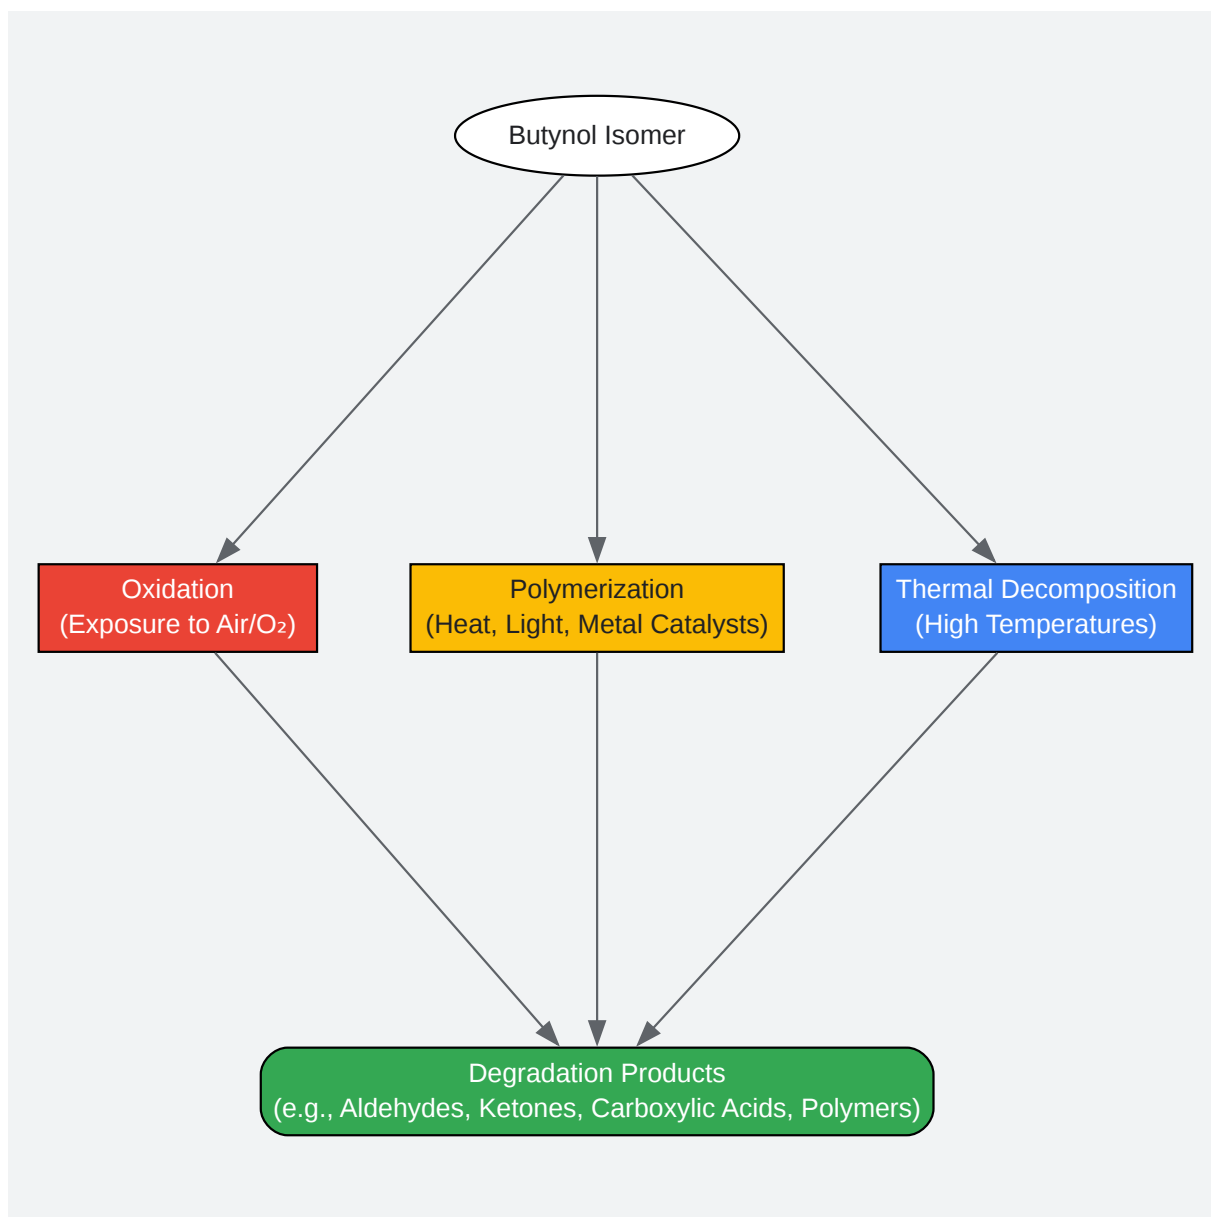 Butynol Isomer
Oxidation
(Exposure to Air/O₂)
Polymerization
(Heat, Light, Metal Catalysts)
Thermal Decomposition
(High Temperatures)
Degradation Products
(e.g., Aldehydes, Ketones, Carboxylic Acids, Polymers)